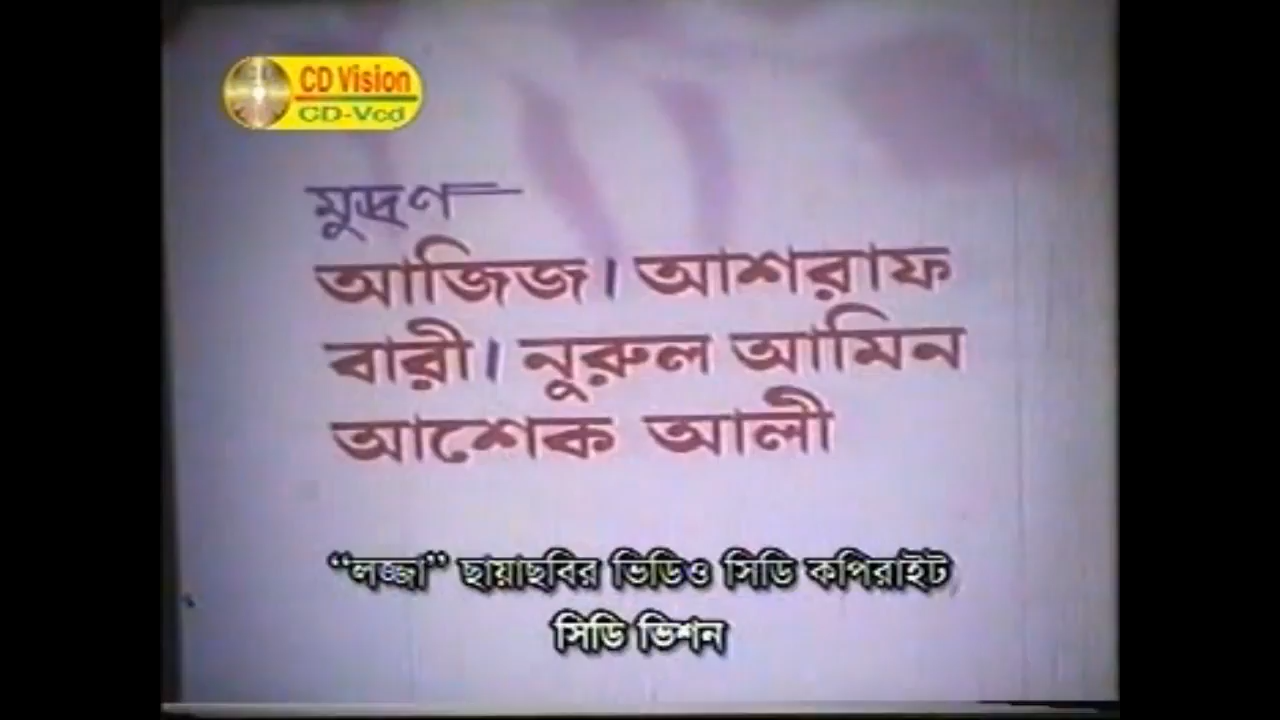 CD Vision
CD-Vcd
মুদ্রণ
আজিজ। আশরাফ
বারী। নুরুল আমিন
আশেক আলী
“লজ্জা” ছায়াছবির ভিডিও সিডি কপিরাইট
সিডি ভিশন